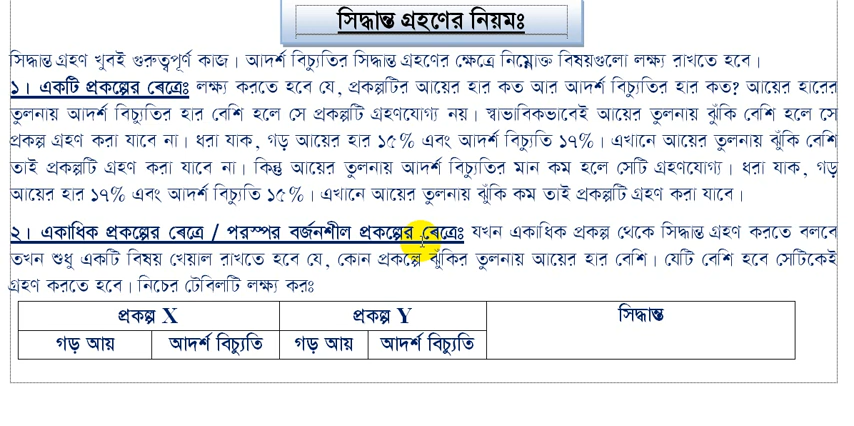 সিদ্ধান্ত গ্রহণের নিয়মঃ
সিদ্ধান্ত গ্রহণ খুবই গুরুত্বপূর্ণ কাজ। আদর্শ বিচ্যুতির সিদ্ধান্ত গ্রহণের ক্ষেত্রে নিম্নোক্ত বিষয়গুলো লক্ষ্য রাখতে হবে।
১। একটি প্রকল্পের ৰেত্রেঃ লক্ষ্য করতে হবে যে, প্রকল্পটির আয়ের হার কত আর আদর্শ বিচ্যুতির হার কত? আয়ের হারের
তুলনায় আদর্শ বিচ্যুতির হার বেশি হলে সে প্রকল্পটি গ্রহণযোগ্য নয়। স্বাভাবিকভাবেই আয়ের তুলনায় ঝুঁকি বেশি হলে সে
প্রকল্প গ্রহণ করা যাবে না। ধরা যাক, গড় আয়ের হার ১৫% এবং আদর্শ বিচ্যুতি ১৭%। এখানে আয়ের তুলনায় ঝুঁকি বেশি
তাই প্রকল্পটি গ্রহণ করা যাবে না। কিন্তু আয়ের তুলনায় আদর্শ বিচ্যুতির মান কম হলে সেটি গ্রহণযোগ্য। ধরা যাক, গড়
আয়ের হার ১৭% এবং আদর্শ বিচ্যুতি ১৫%। এখানে আয়ের তুলনায় ঝুঁকি কম তাই প্রকল্পটি গ্রহণ করা যাবে।
২। একাধিক প্রকল্পের ৰেত্রে / পরস্পর বর্জনশীল প্রকল্পের ৰেত্রেঃ যখন একাধিক প্রকল্প থেকে সিদ্ধান্ত গ্রহণ করতে বলবে
তখন শুধু একটি বিষয় খেয়াল রাখতে হবে যে, কোন প্রকল্পে ঝুঁকির তুলনায় আয়ের হার বেশি। যেটি বেশি হবে সেটিকেই
গ্রহণ করতে হবে। নিচের টেবিলটি লক্ষ্য করঃ
প্রকল্প X প্রকল্প Y সিদ্ধান্ত
গড় আয় আদর্শ বিচ্যুতি গড় আয় আদর্শ বিচ্যুতি